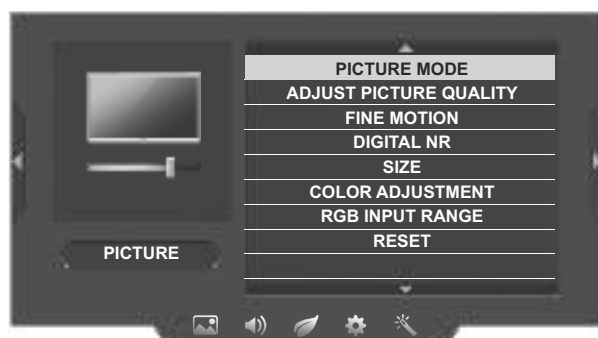 PICTURE MODE
ADJUST PICTURE QUALITY
FINE MOTION
DIGITAL NR
SIZE
COLOR ADJUSTMENT
RGB INPUT RANGE
RESET
PICTURE